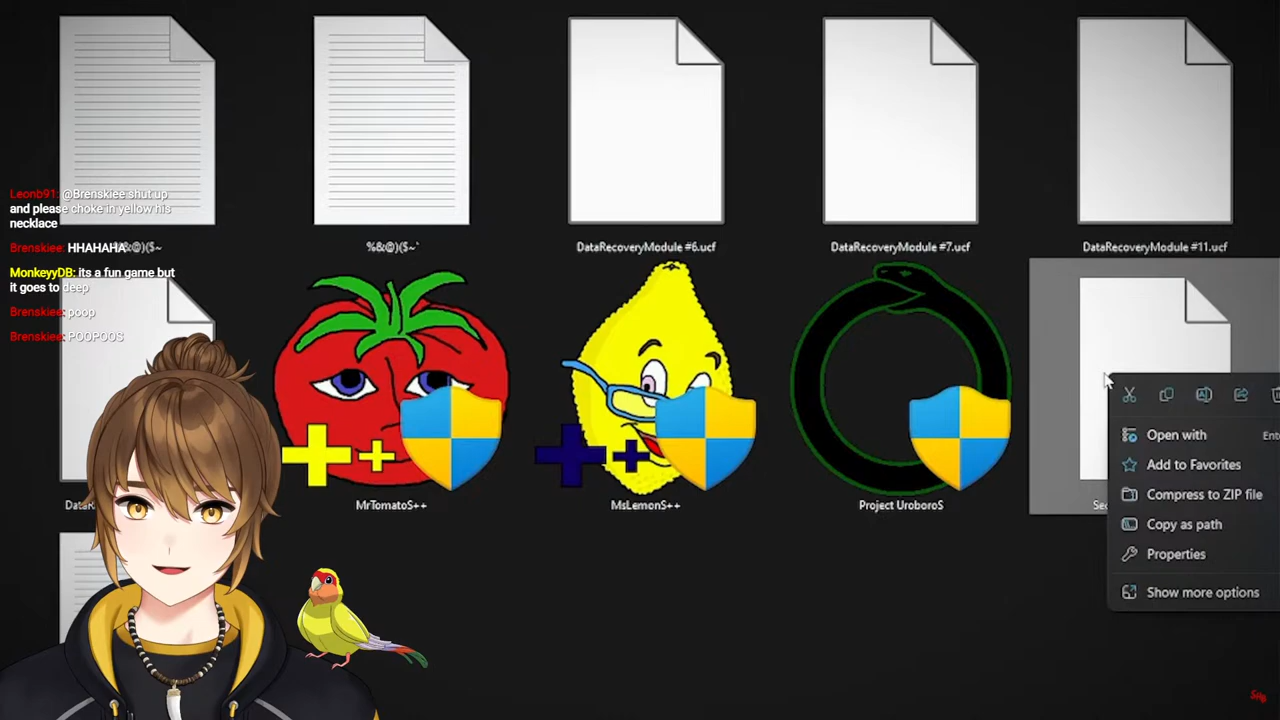 Leonb91: @Brenskiee shut up
and please choke in yellow his
necklace
Brenskiee: HHAHAHA
MonkeyyDB: its a fun game but
it goes to deep
Brenskiee: poop
Brenskiee: POOPOOS
%&@)($~
DataRecoveryModule #6.ucf
DataRecoveryModule #7.ucf
DataRecoveryModule #11.ucf
MrTomatoS++
MsLemonS++
Project UroboroS
Open with
Add to Favorites
Compress to ZIP file
Copy as path
Properties
Show more options